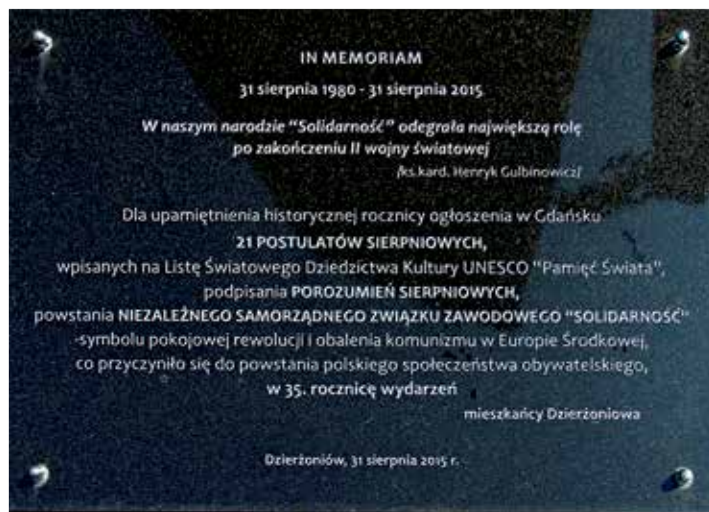 IN MEMORIAM
31 sierpnia 1980 - 31 sierpnia 2015
W naszym narodzie “Solidarność” odegrała największą rolę
po zakończeniu II wojny światowej
/ks.kard. Henryk Gulbinowicz/
Dla upamiętnienia historycznej rocznicy ogłoszenia w Gdańsku
21 POSTULATÓW SIERPNIOWYCH,
wpisanych na Listę Światowego Dziedzictwa Kultury UNESCO “Pamięć Świata”,
podpisania POROZUMIEŃ SIERPNIOWYCH,
powstania NIEZALEŻNEGO SAMORZĄDNEGO ZWIĄZKU ZAWODOWEGO “SOLIDARNOŚĆ”
-symbolu pokojowej rewolucji i obalenia komunizmu w Europie Środkowej,
co przyczyniło się do powstania polskiego społeczeństwa obywatelskiego,
w 35. rocznicę wydarzeń
mieszkańcy Dzierżoniowa
Dzierżoniów, 31 sierpnia 2015 r.